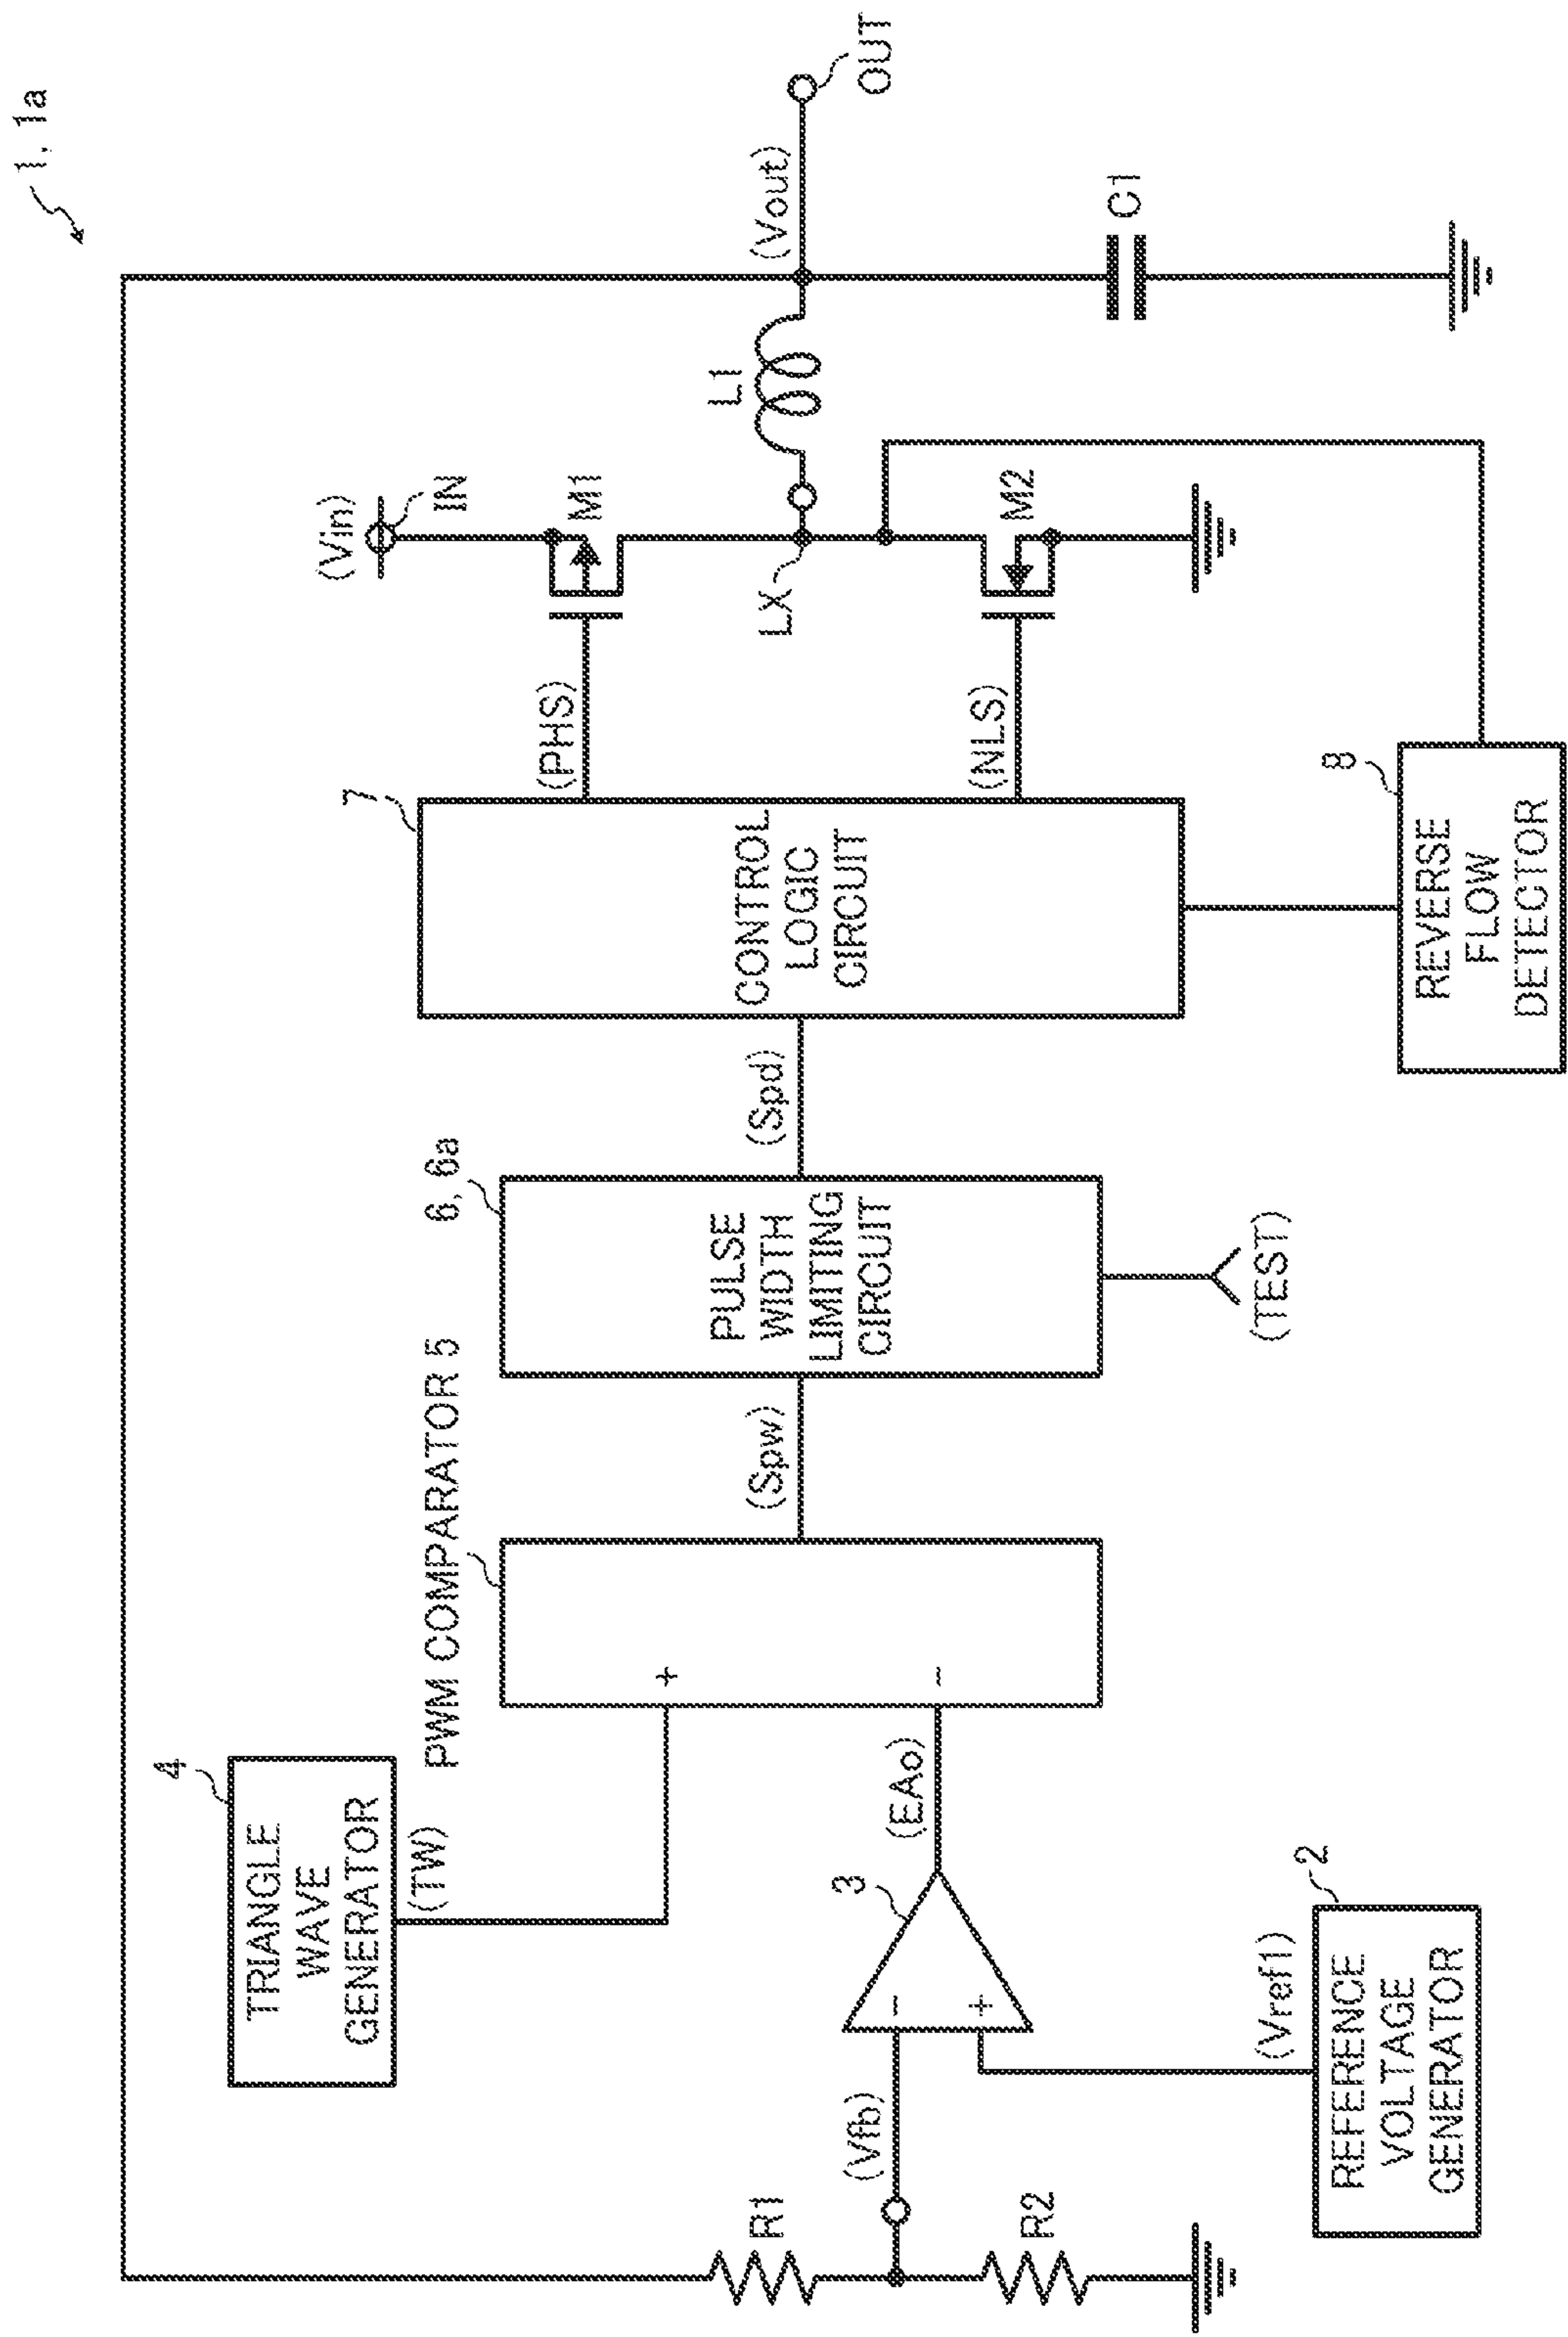 1, 1a
TRIANGLE
WAVE
GENERATOR
4
(TW)
PWM COMPARATOR 5
+
−
(Spw)
6, 6a
PULSE
WIDTH
LIMITING
CIRCUIT
(TEST)
(Spd)
7
CONTROL
LOGIC
CIRCUIT
(PHS)
(NLS)
(Vin)
IN
M1
LX
M2
L1
(Vout)
OUT
C1
8
REVERSE
FLOW
DETECTOR
R1
R2
(Vfb)
3
−
+
(EAo)
(Vref1)
2
REFERENCE
VOLTAGE
GENERATOR